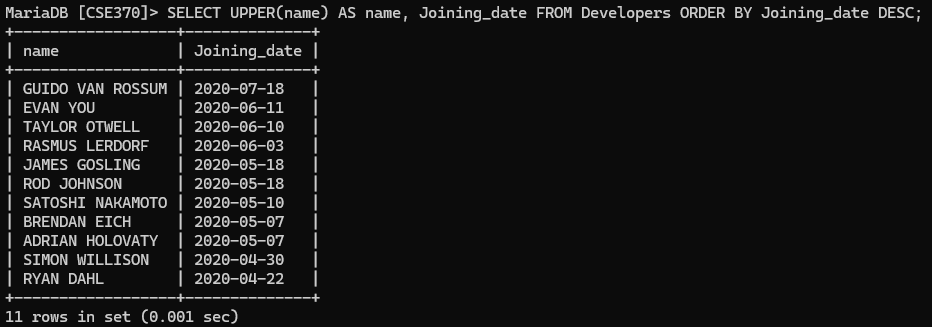 MariaDB [CSE370]> SELECT UPPER(name) AS name, Joining_date FROM Developers ORDER BY Joining_date DESC;
+------------------+--------------+
| name             | Joining_date |
+------------------+--------------+
| GUIDO VAN ROSSUM | 2020-07-18   |
| EVAN YOU         | 2020-06-11   |
| TAYLOR OTWELL    | 2020-06-10   |
| RASMUS LERDORF   | 2020-06-03   |
| JAMES GOSLING    | 2020-05-18   |
| ROD JOHNSON      | 2020-05-18   |
| SATOSHI NAKAMOTO | 2020-05-10   |
| BRENDAN EICH     | 2020-05-07   |
| ADRIAN HOLOVATY  | 2020-05-07   |
| SIMON WILLISON   | 2020-04-30   |
| RYAN DAHL        | 2020-04-22   |
+------------------+--------------+
11 rows in set (0.001 sec)